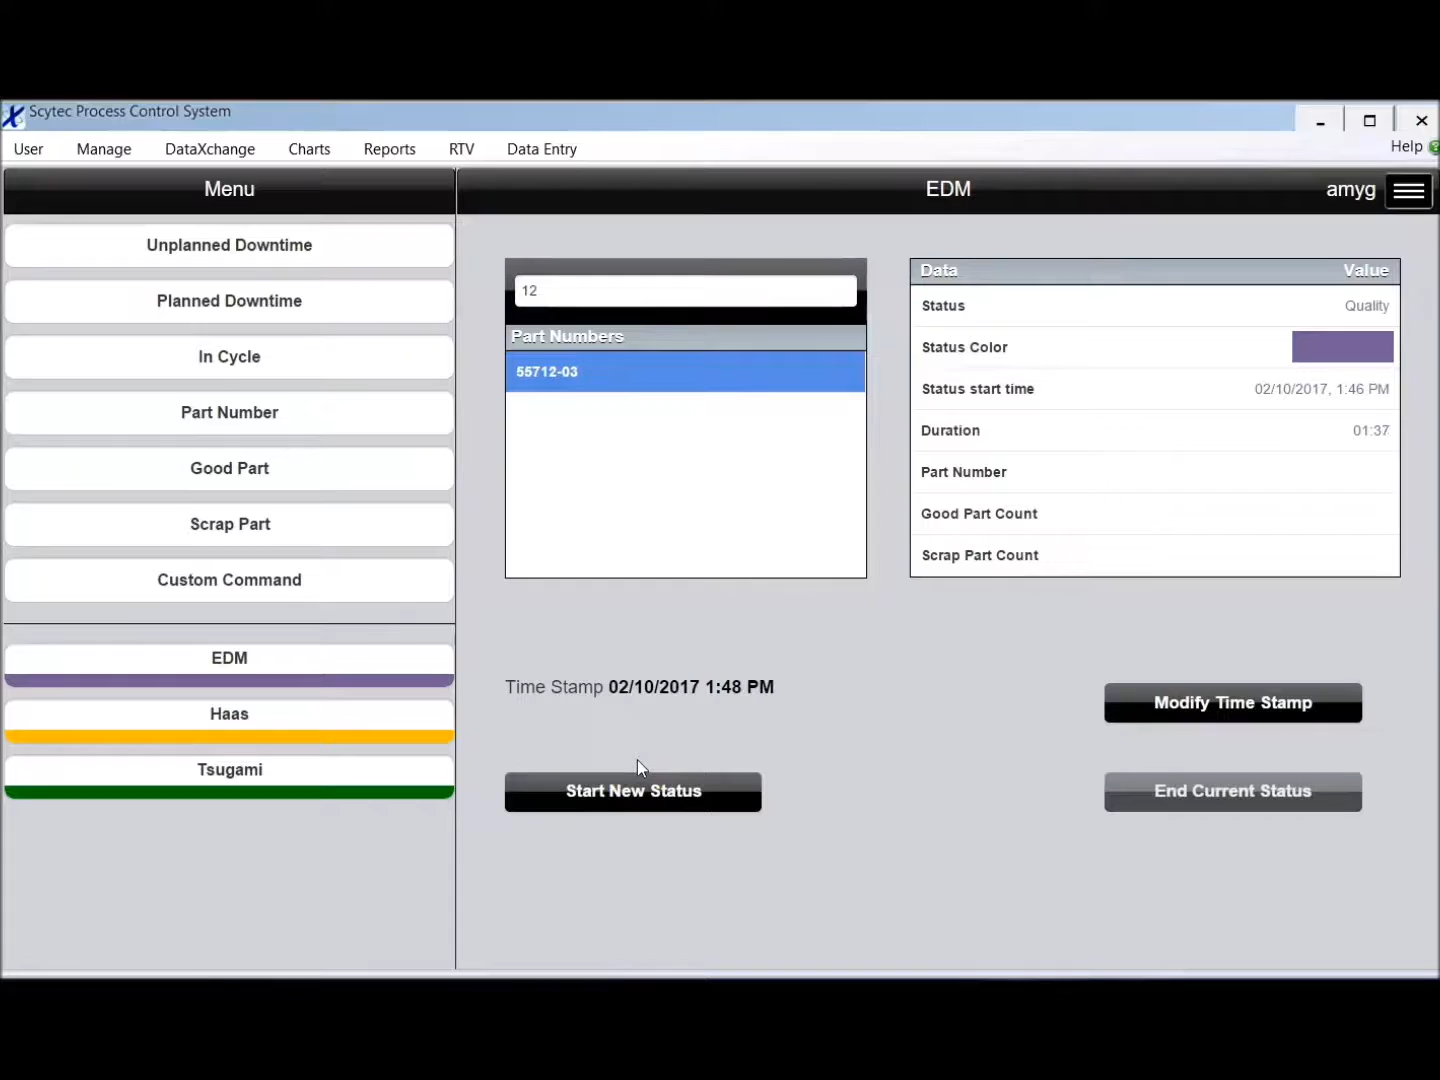 Scytec Process Control System
User Manage DataXchange Charts Reports RTV Data Entry Help
Menu
EDM
amyg
Unplanned Downtime
Planned Downtime
In Cycle
Part Number
Good Part
Scrap Part
Custom Command
EDM
Haas
Tsugami
12
Part Numbers
55712-03
Data Value
Status Quality
Status Color
Status start time 02/10/2017, 1:46 PM
Duration 01:37
Part Number
Good Part Count
Scrap Part Count
Time Stamp 02/10/2017 1:48 PM
Modify Time Stamp
Start New Status
End Current Status